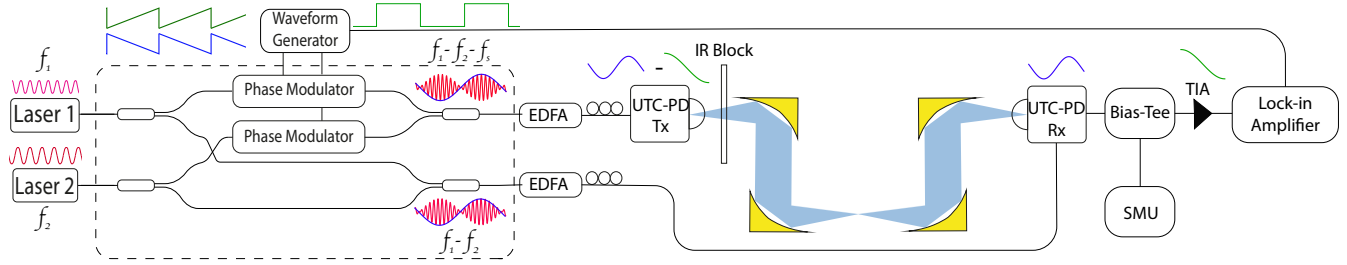 Waveform
Generator
f₁- f₂- fₛ
IR Block
f₁
Phase Modulator
-
TIA
Laser 1
EDFA
UTC-PD
Tx
UTC-PD
Rx
Bias-Tee
Lock-in
Amplifier
Phase Modulator
Laser 2
EDFA
f₂
f₁- f₂
SMU